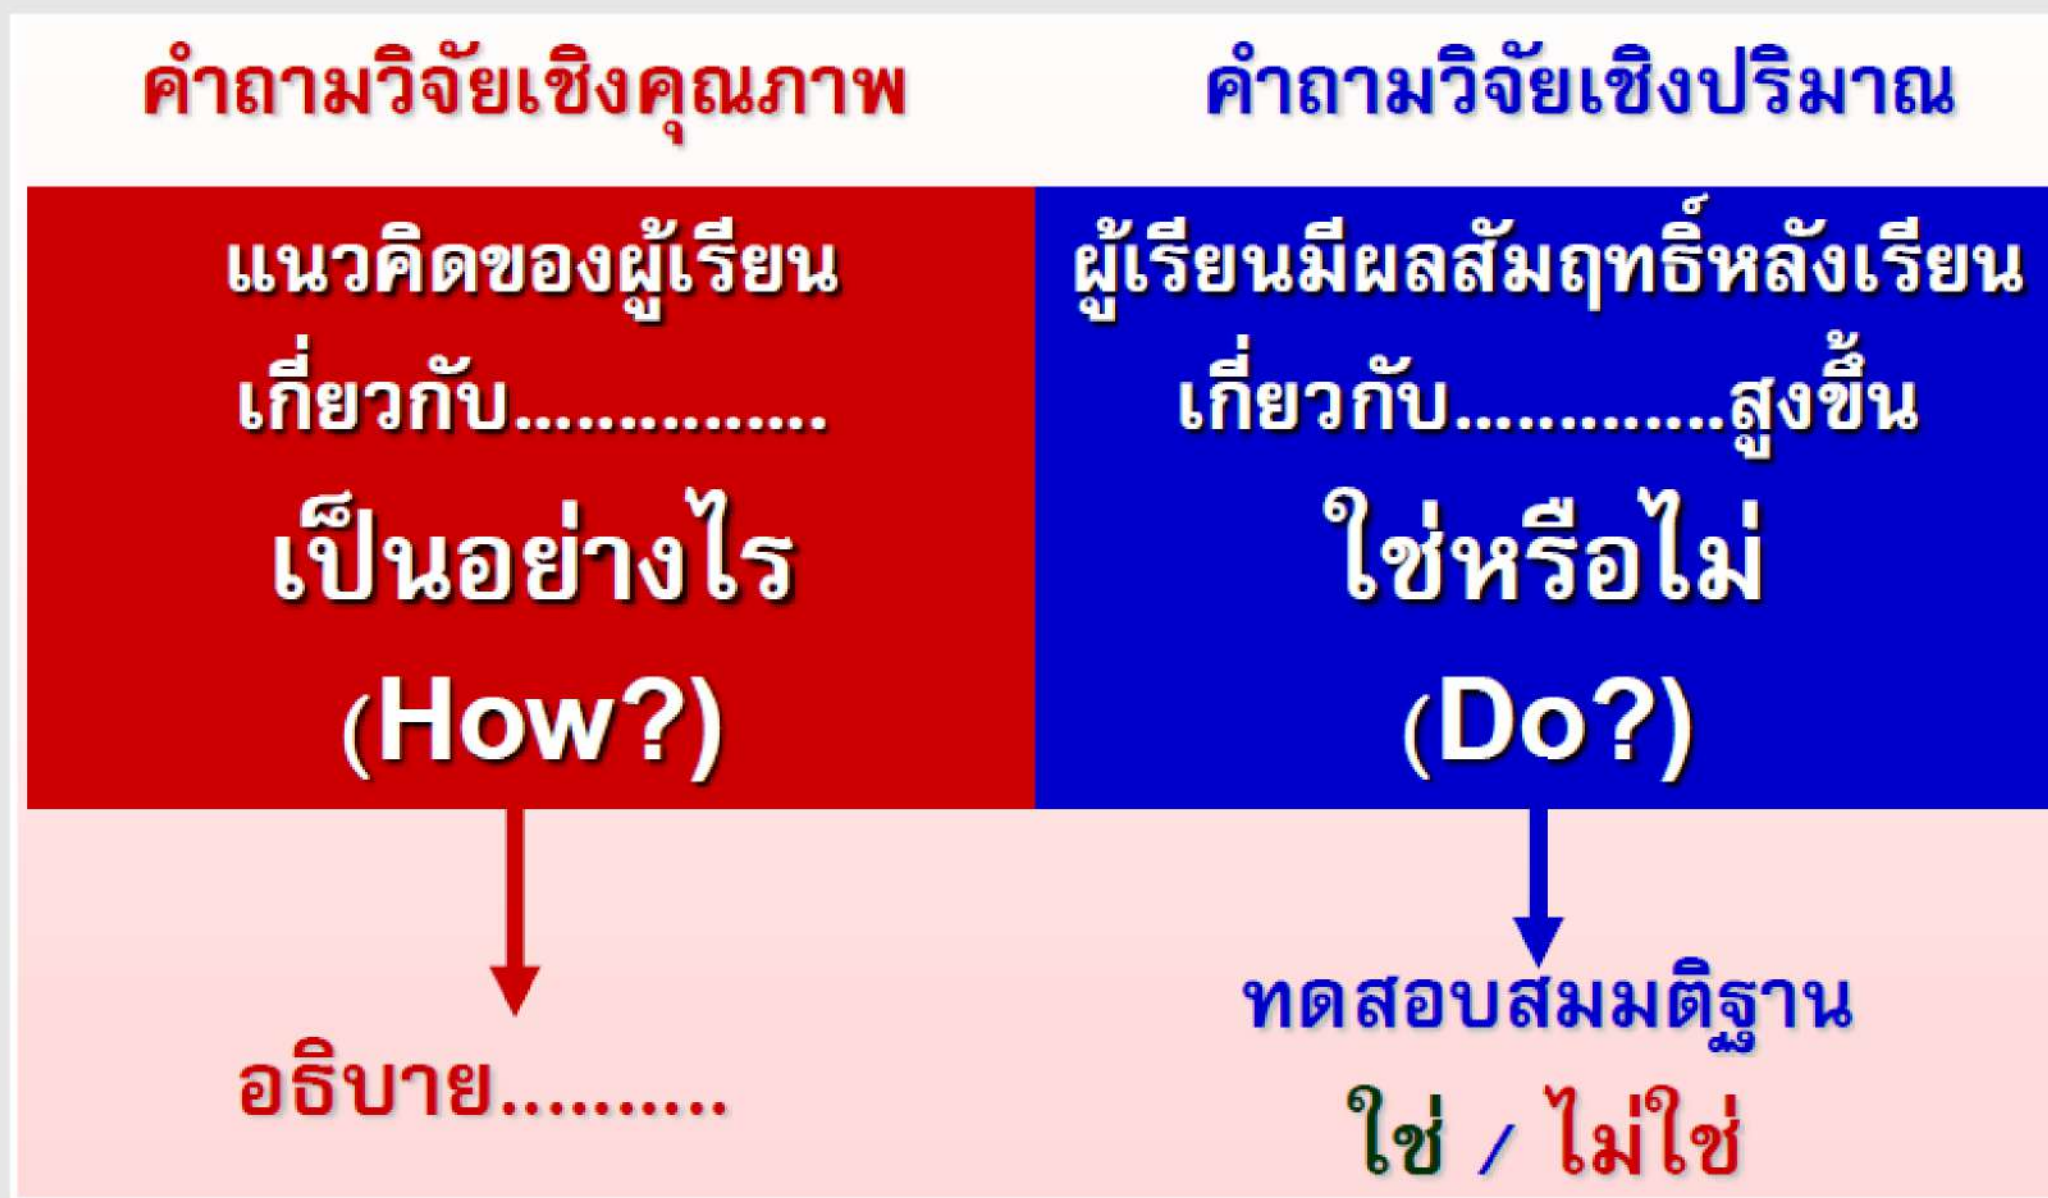 คำถามวิจัยเชิงคุณภาพ
แนวคิดของผู้เรียน
เกี่ยวกับ...............
เป็นอย่างไร
(How?)
อธิบาย..........
คำถามวิจัยเชิงปริมาณ
ผู้เรียนมีผลสัมฤทธิ์หลังเรียน
เกี่ยวกับ.............สูงขึ้น
ใช่หรือไม่
(Do?)
ทดสอบสมมติฐาน
ใช่ / ไม่ใช่